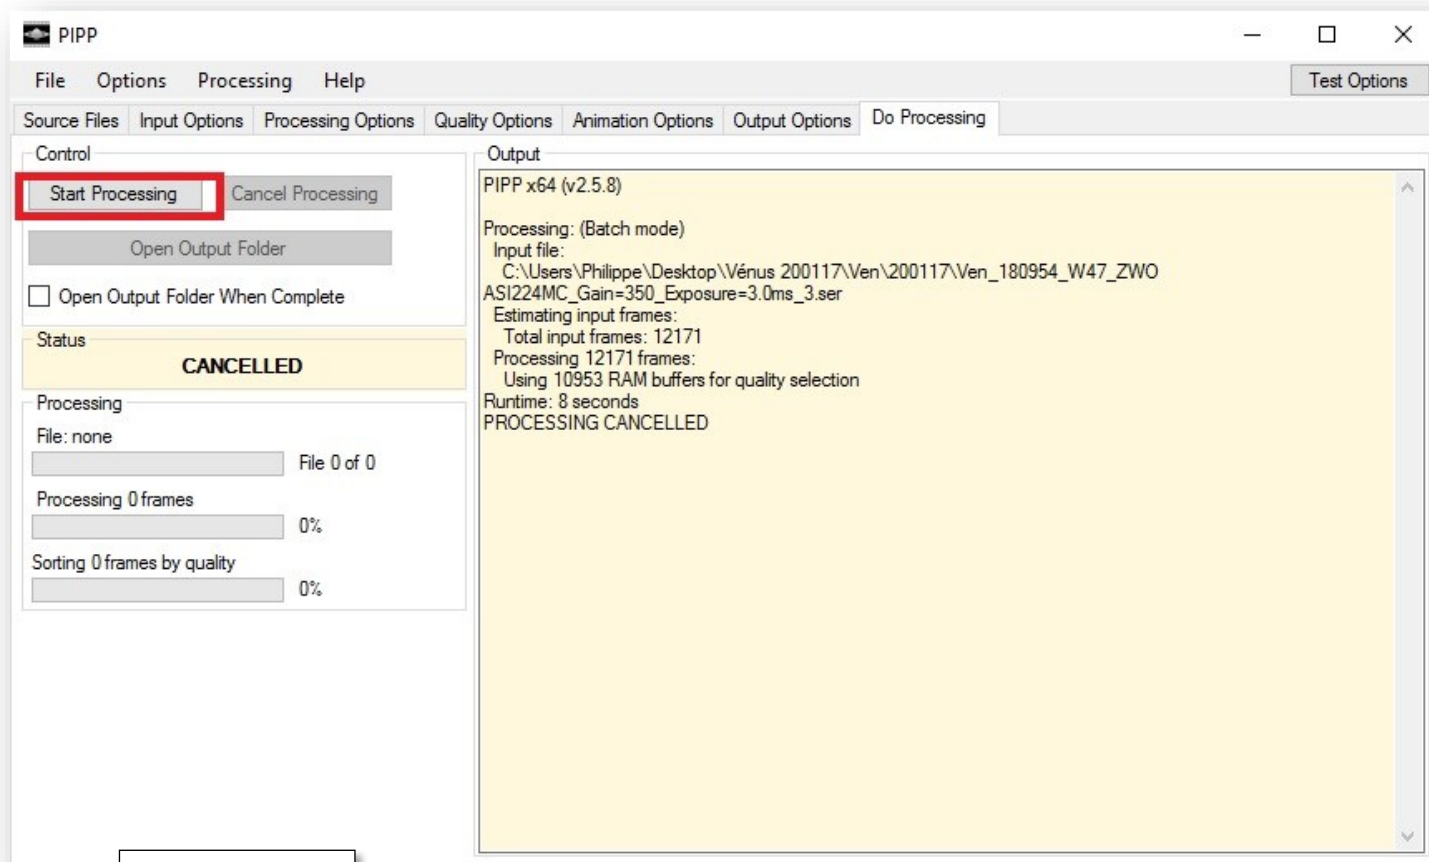 PIPP
File Options Processing Help Test Options
Source Files Input Options Processing Options Quality Options Animation Options Output Options Do Processing
Control
Start Processing Cancel Processing
Open Output Folder
Open Output Folder When Complete
Status
CANCELLED
Processing
File: none
File 0 of 0
Processing 0 frames
0%
Sorting 0 frames by quality
0%
Output
PIPP x64 (v2.5.8)
Processing: (Batch mode)
Input file:
C:\Users\Philippe\Desktop\Vénus 200117\Ven\200117\Ven_180954_W47_ZWO
ASI224MC_Gain=350_Exposure=3.0ms_3.ser
Estimating input frames:
Total input frames: 12171
Processing 12171 frames:
Using 10953 RAM buffers for quality selection
Runtime: 8 seconds
PROCESSING CANCELLED